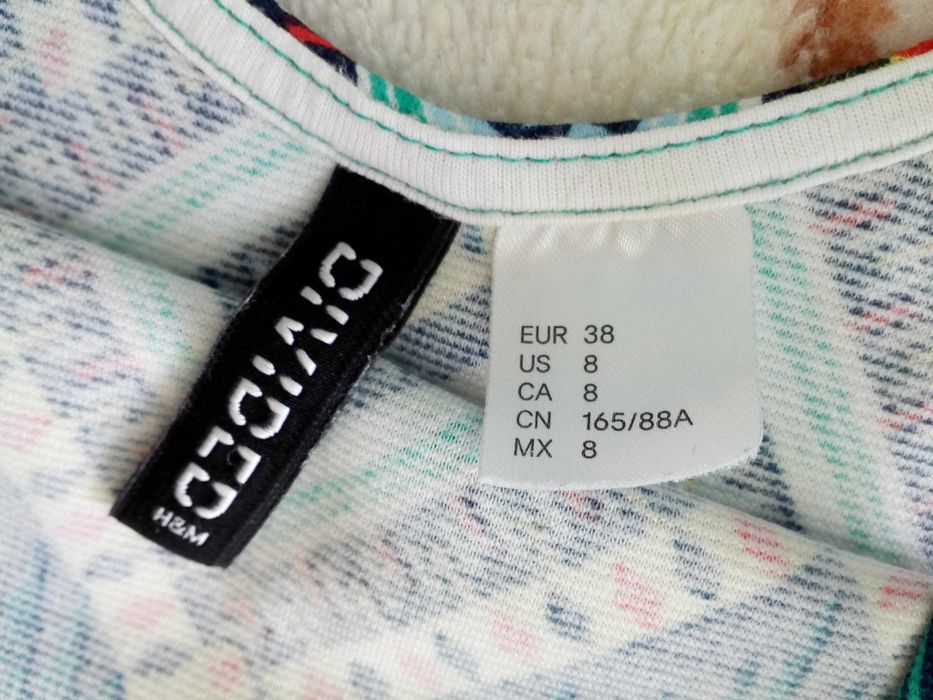 DIVIDED
H&M
EUR 38
US 8
CA 8
CN 165/88A
MX 8